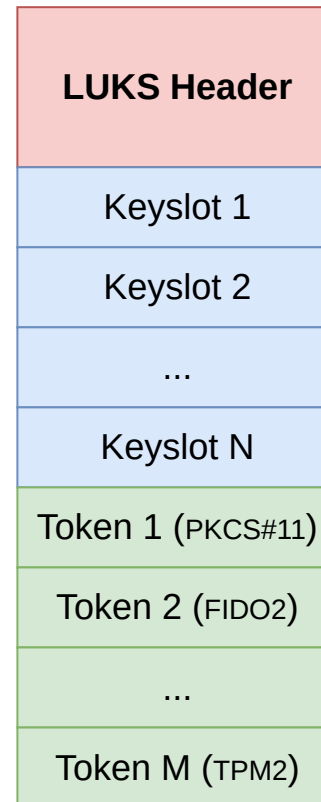 LUKS Header
Keyslot 1
Keyslot 2
...
Keyslot N
Token 1 (PKCS#11)
Token 2 (FIDO2)
...
Token M (TPM2)